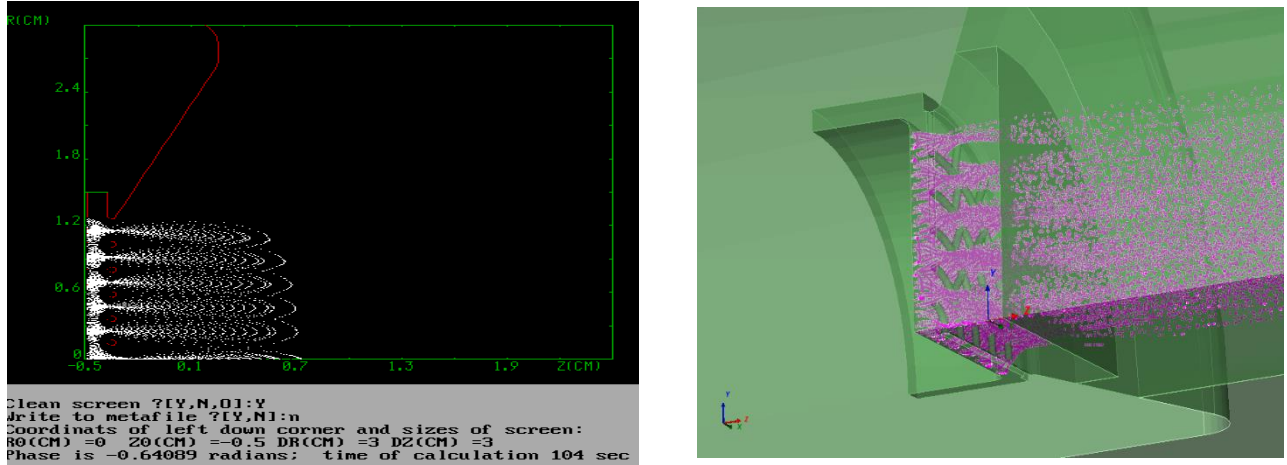 R(CM)
2.4
1.8
1.2
0.6
0
-0.5 0.1 0.7 1.3 1.9 Z(CM)
Clean screen ?[Y,N,O]:Y
Write to metafile ?[Y,N]:n
Coordinats of left down corner and sizes of screen:
R0(CM) =0 Z0(CM) =-0.5 DR(CM) =3 DZ(CM) =3
Phase is -0.64089 radians; time of calculation 104 sec
Y
Z
Y
Z
X